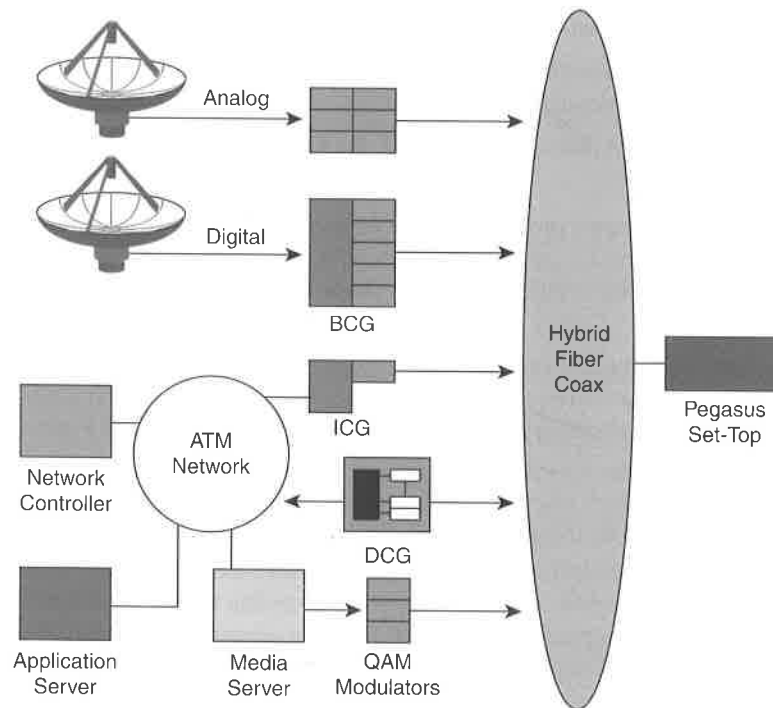 Analog
Digital
BCG
Hybrid
Fiber
Coax
Pegasus
Set-Top
ICG
ATM
Network
Network
Controller
DCG
Application
Server
Media
Server
QAM
Modulators